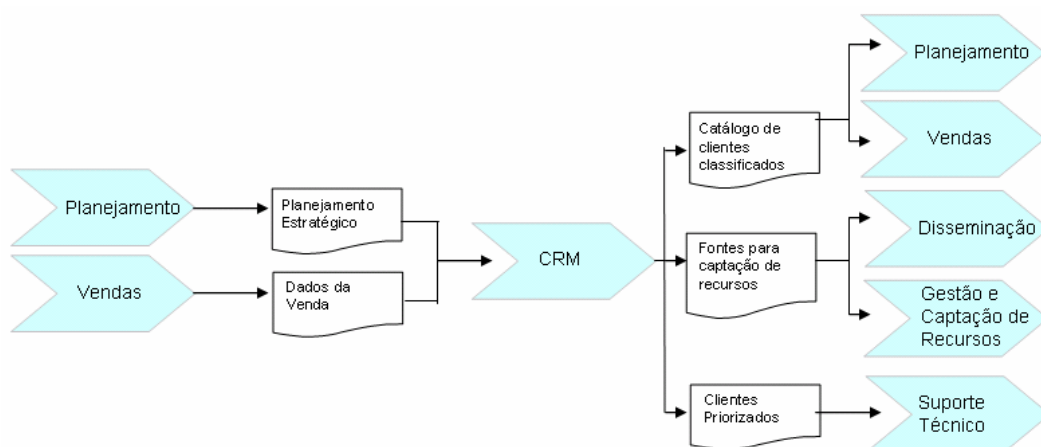 Planejamento
Vendas
Planejamento
Estratégico
Dados da
Venda
CRM
Catálogo de
clientes
classificados
Fontes para
captação de
recursos
Clientes
Priorizados
Planejamento
Vendas
Disseminação
Gestão e
Captação de
Recursos
Suporte
Técnico